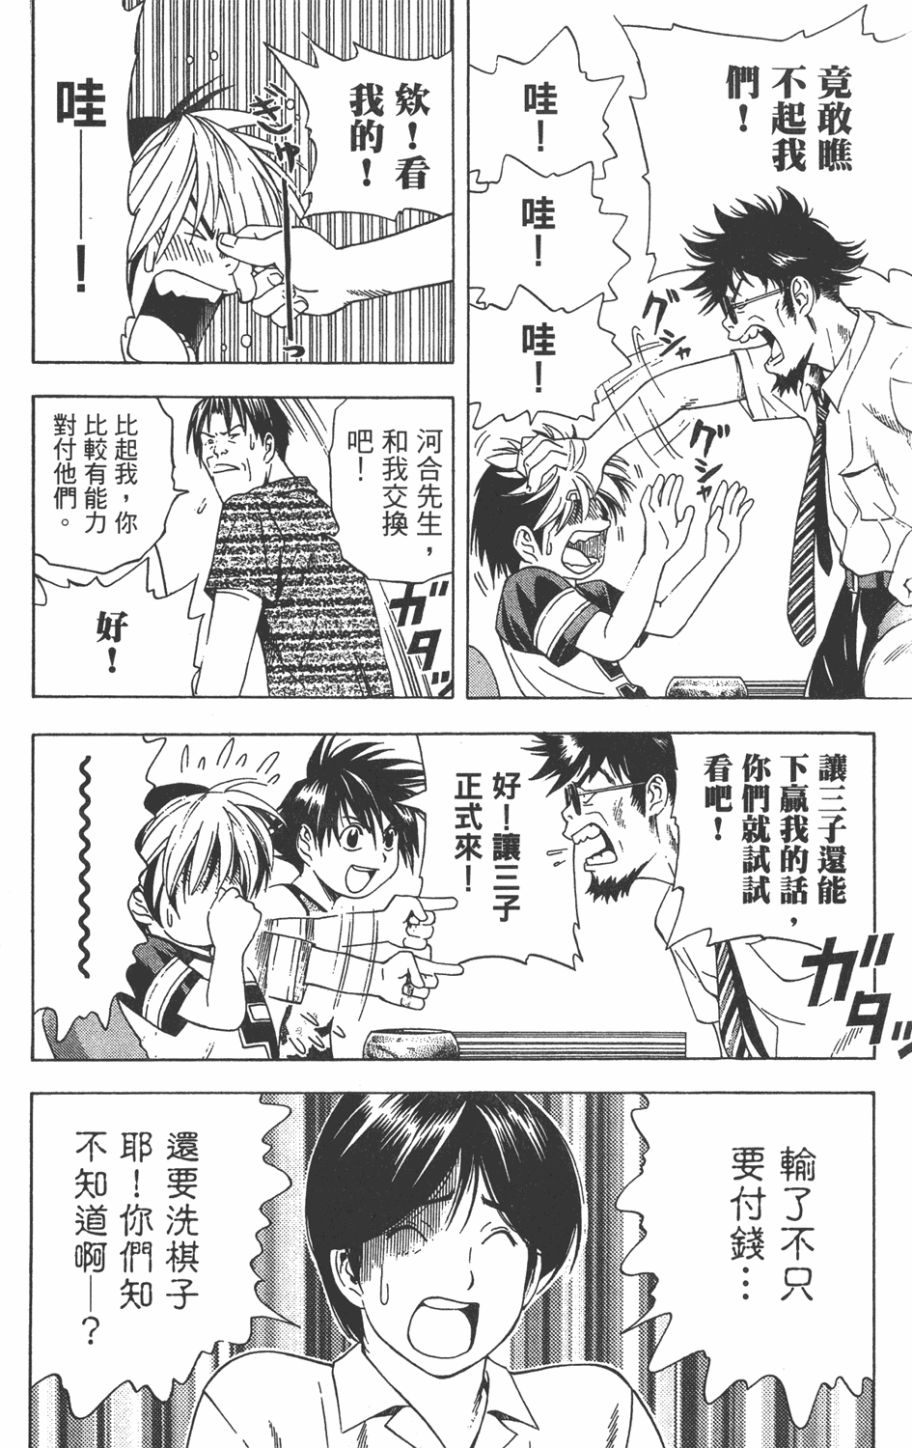 竟敢瞧
不起我
們！
哇！
哇！
哇！
グシャ
グシャ
欸！看
我的！
ぎゅーっ
哇——！
河合先生，
和我交換
吧！
比起我，你
比較有能力
對付他們。
好！
ガタ
讓三子還能
下贏我的話，
你們就試試
看吧！
好！讓三子
正式來！
ガタッ
輸了不只
要付錢…
還要洗棋子
耶！你們知
不知道啊——？